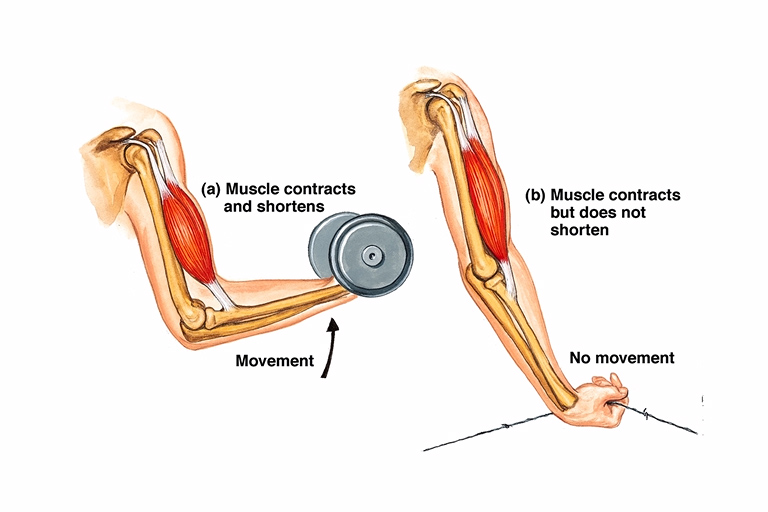 (a) Muscle contracts
and shortens
Movement
(b) Muscle contracts
but does not
shorten
No movement